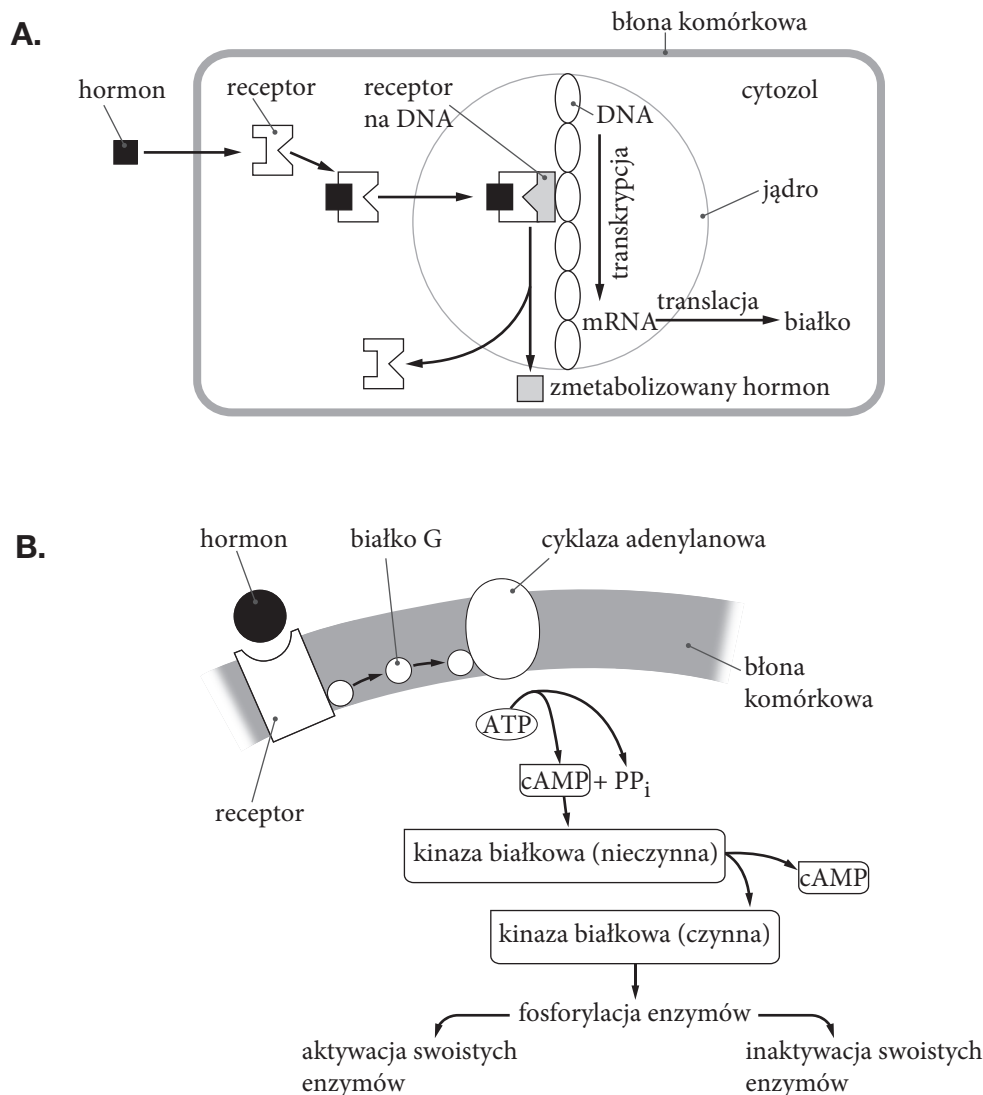 A.
błona komórkowa
hormon
receptor
receptor
na DNA
DNA
cytozol
transkrypcja
jądro
mRNA
translacja
białko
zmetabolizowany hormon
B.
hormon
białko G
cyklaza adenylanowa
błona
komórkowa
ATP
cAMP + PPi
receptor
kinaza białkowa (nieczynna)
cAMP
kinaza białkowa (czynna)
fosforylacja enzymów
aktywacja swoistych
enzymów
inaktywacja swoistych
enzymów